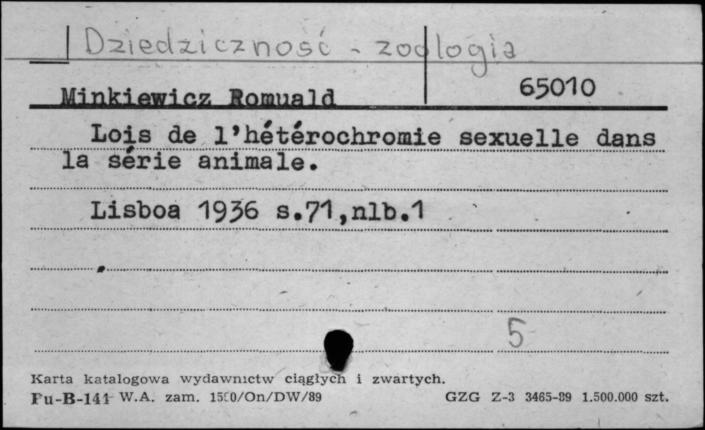 Dziedziczność - zoologia
65010
Minkiewicz Romuald
Lois de l'hétérochromie sexuelle dans
la série animale.
Lisboa 1936 s.71,nlb.1
5
Karta katalogowa wydawnictw ciągłych i zwartych.
Pu-B-141 W.A. zam. 1500/On/DW/89 GZG Z-3 3465-89 1.500.000 szt.